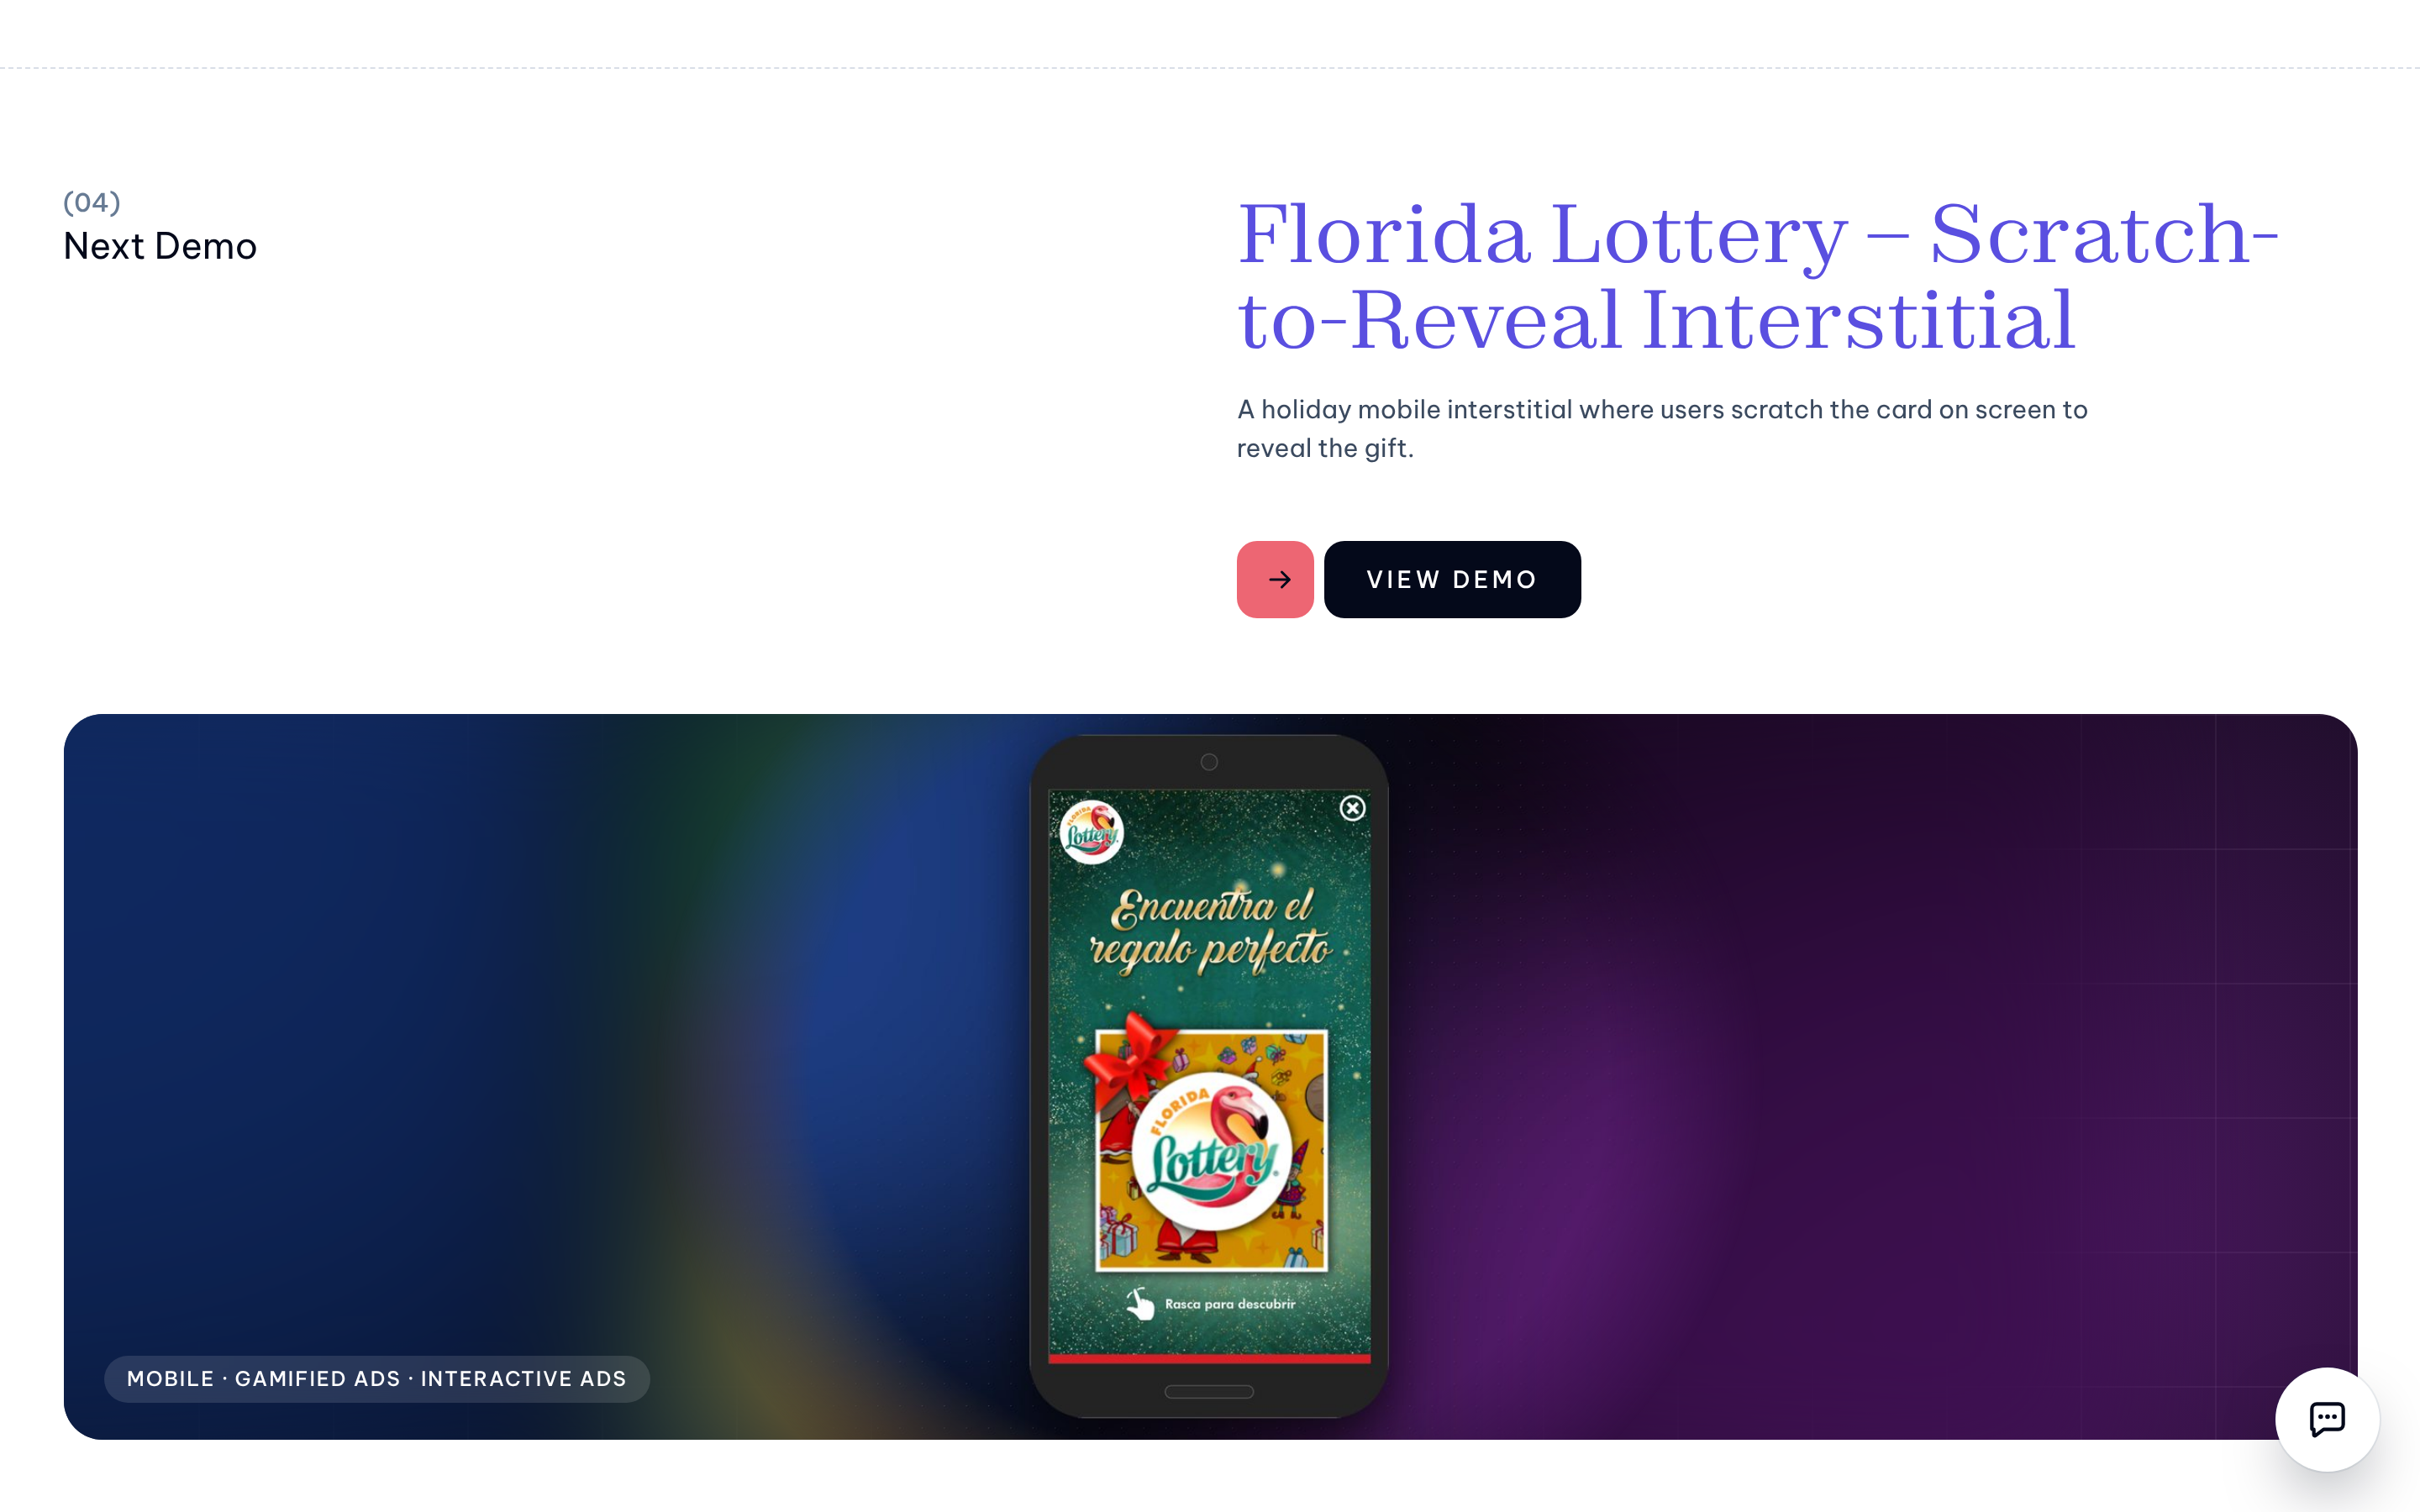 (04)
Next Demo
Florida Lottery – Scratch-
to-Reveal Interstitial
A holiday mobile interstitial where users scratch the card on screen to
reveal the gift.
VIEW DEMO
FLORIDA
Lottery
Encuentra el
regalo perfecto
FLORIDA
Lottery
Rasca para descubrir
MOBILE · GAMIFIED ADS · INTERACTIVE ADS